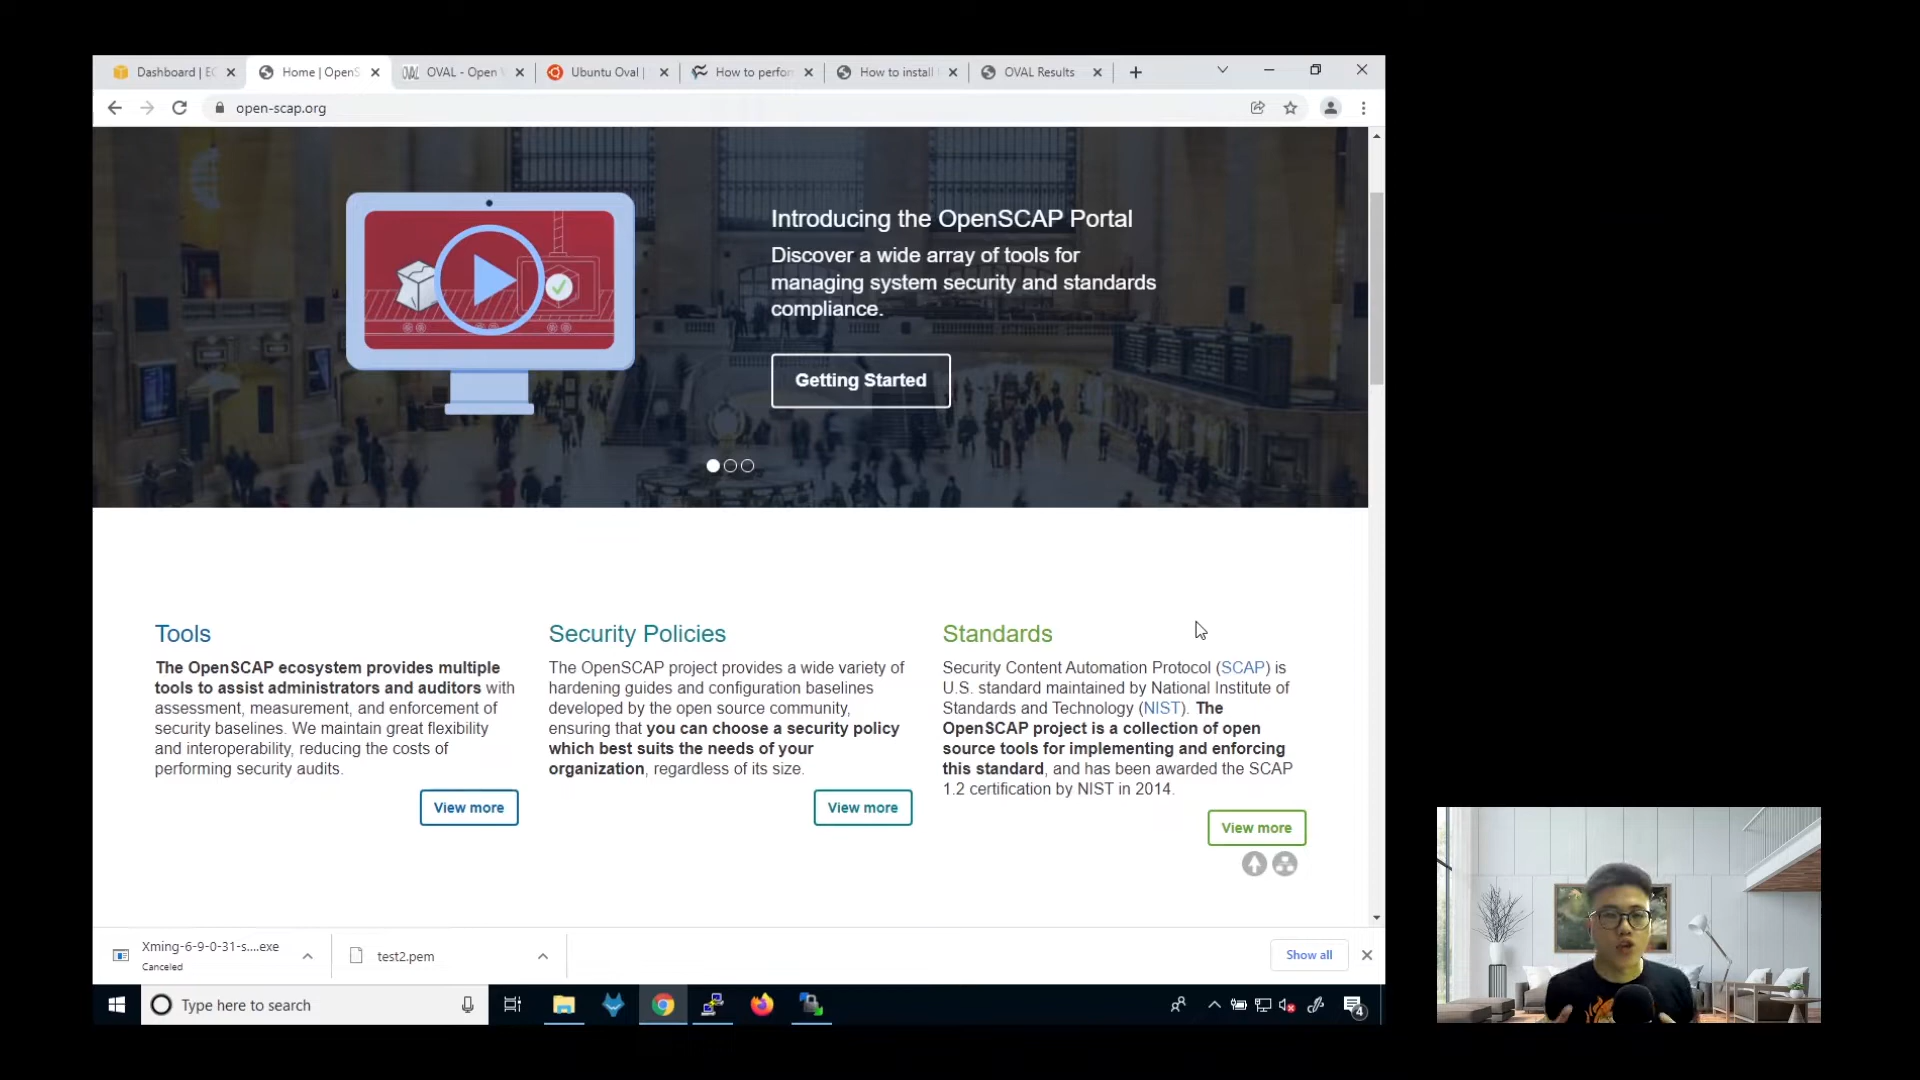 Dashboard | EC
Home | OpenS
OVAL - Open V
Ubuntu Oval |
How to perfor
How to install
OVAL Results
open-scap.org
Introducing the OpenSCAP Portal
Discover a wide array of tools for
managing system security and standards
compliance.
Getting Started
Tools
The OpenSCAP ecosystem provides multiple
tools to assist administrators and auditors with
assessment, measurement, and enforcement of
security baselines. We maintain great flexibility
and interoperability, reducing the costs of
performing security audits.
View more
Security Policies
The OpenSCAP project provides a wide variety of
hardening guides and configuration baselines
developed by the open source community,
ensuring that you can choose a security policy
which best suits the needs of your
organization, regardless of its size.
View more
Standards
Security Content Automation Protocol (SCAP) is
U.S. standard maintained by National Institute of
Standards and Technology (NIST). The
OpenSCAP project is a collection of open
source tools for implementing and enforcing
this standard, and has been awarded the SCAP
1.2 certification by NIST in 2014.
View more
Xming-6-9-0-31-s....exe
Canceled
test2.pem
Show all
Type here to search
4